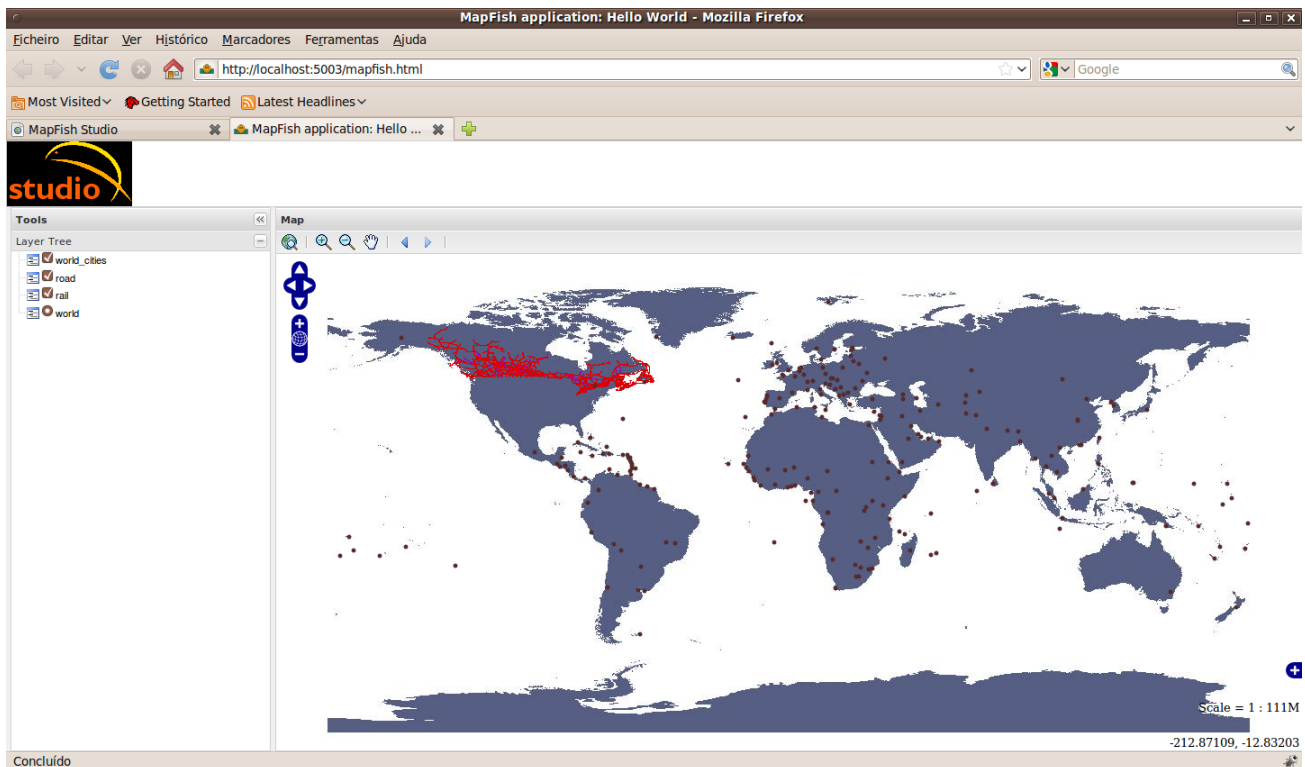 MapFish application: Hello World - Mozilla Firefox
Ficheiro Editar Ver Histórico Marcadores Ferramentas Ajuda
http://localhost:5003/mapfish.html
Google
Most Visited Getting Started Latest Headlines
MapFish Studio MapFish application: Hello ...
studio
Tools Map
Layer Tree
world_cities
road
rail
world
Scale = 1 : 111M
-212.87109, -12.83203
Concluído